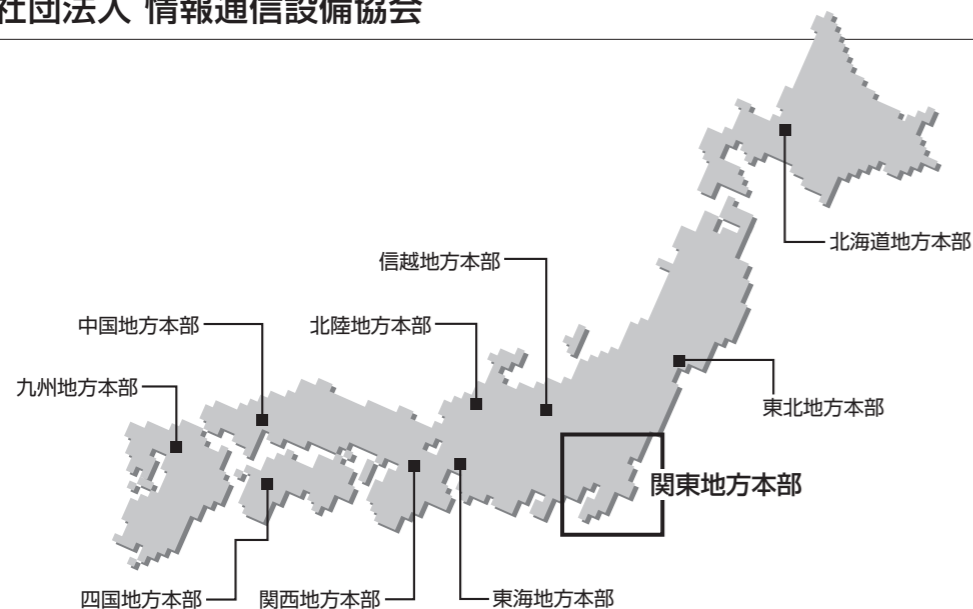 社団法人 情報通信設備協会
北海道地方本部
信越地方本部
中国地方本部
北陸地方本部
九州地方本部
東北地方本部
関東地方本部
四国地方本部
関西地方本部
東海地方本部